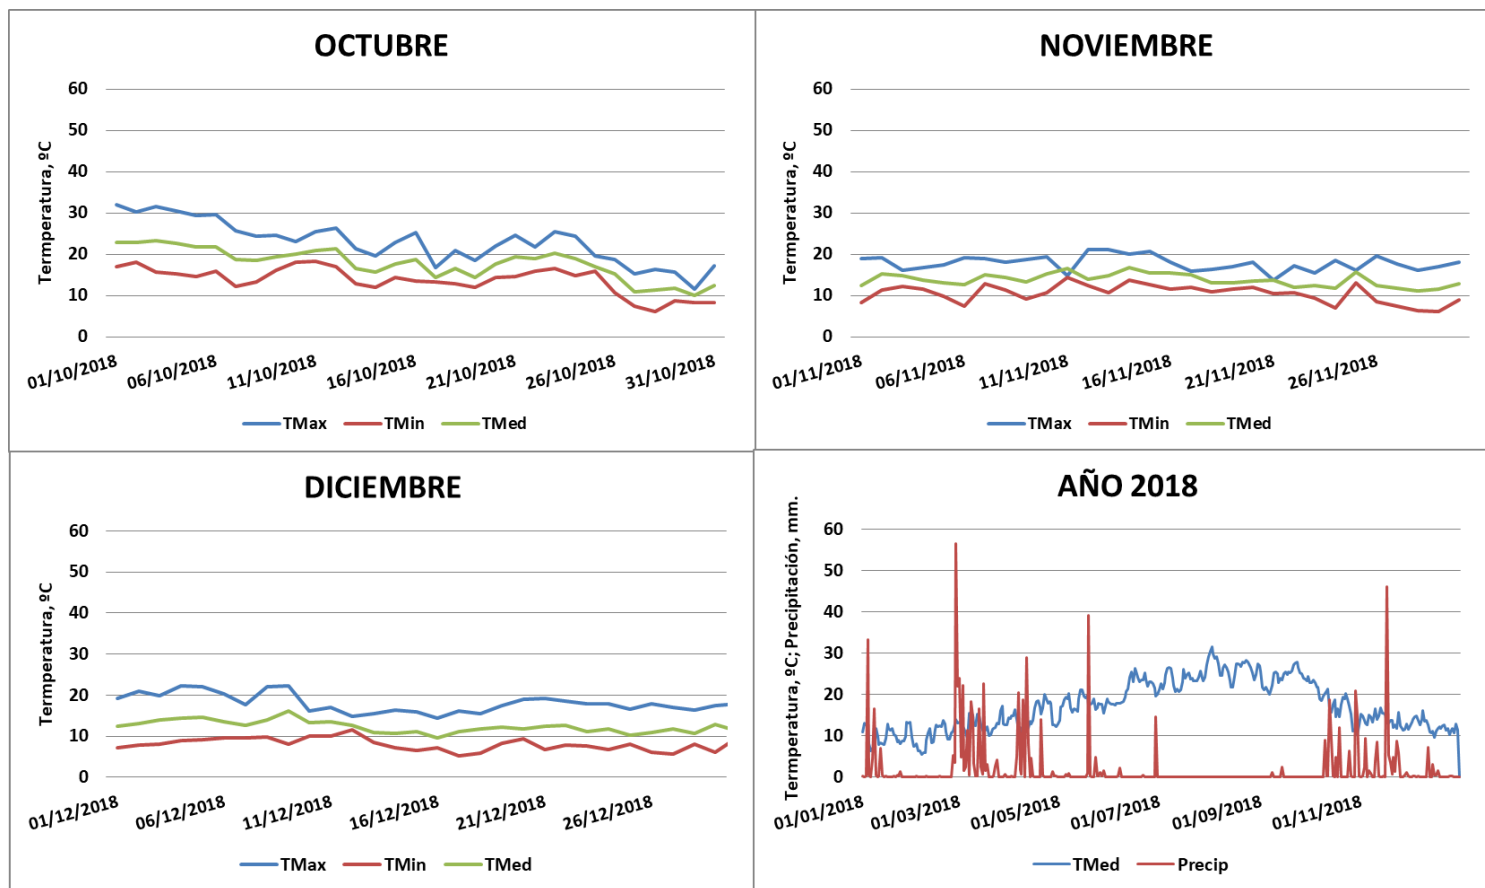 OCTUBRE
Termperatura, ºC
60
50
40
30
20
10
0
01/10/2018 06/10/2018 11/10/2018 16/10/2018 21/10/2018 26/10/2018 31/10/2018
TMax TMin TMed
NOVIEMBRE
Termperatura, ºC
60
50
40
30
20
10
0
01/11/2018 06/11/2018 11/11/2018 16/11/2018 21/11/2018 26/11/2018
TMax TMin TMed
DICIEMBRE
Termperatura, ºC
60
50
40
30
20
10
0
01/12/2018 06/12/2018 11/12/2018 16/12/2018 21/12/2018 26/12/2018
TMax TMin TMed
AÑO 2018
Termperatura, ºC; Precipitación, mm.
60
50
40
30
20
10
0
01/01/2018 01/03/2018 01/05/2018 01/07/2018 01/09/2018 01/11/2018
TMed Precip